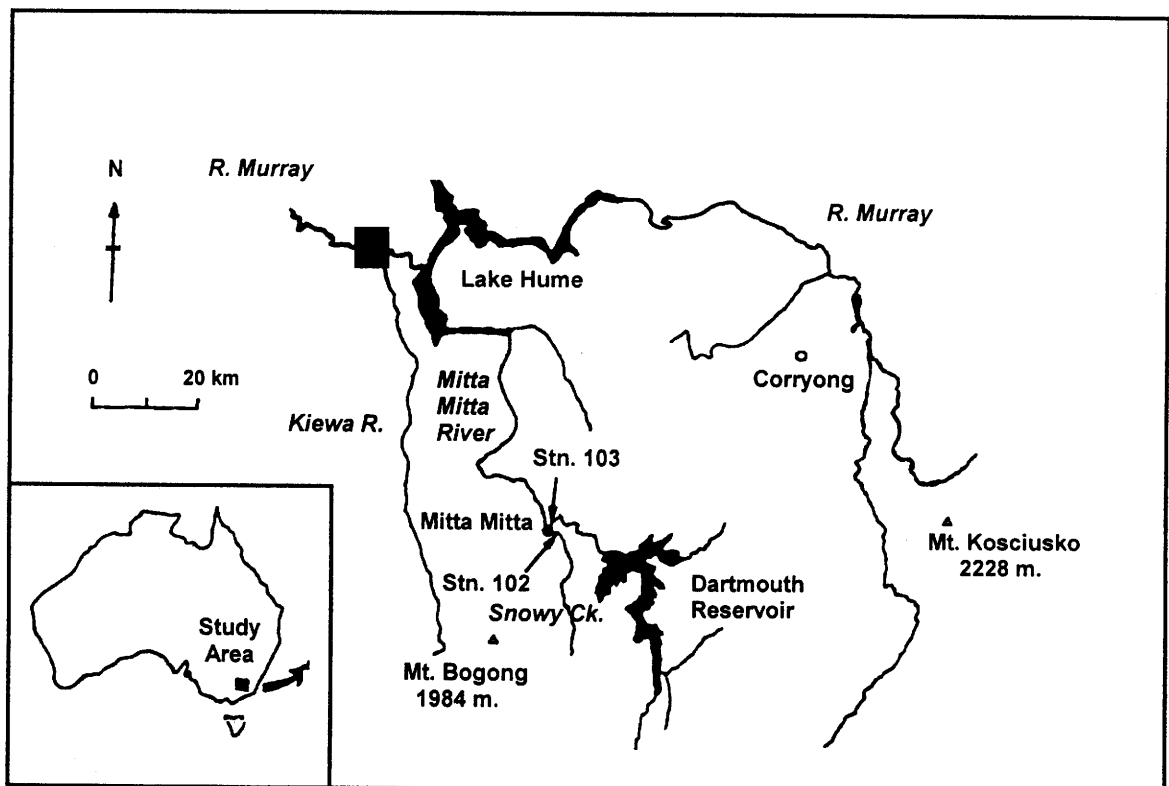 N
R. Murray
R. Murray
Lake Hume
0 20 km
Corryong
Mitta
Mitta
River
Kiewa R.
Stn. 103
Mitta Mitta
Stn. 102
Snowy Ck.
Dartmouth
Reservoir
Mt. Kosciusko
2228 m.
Mt. Bogong
1984 m.
Study
Area